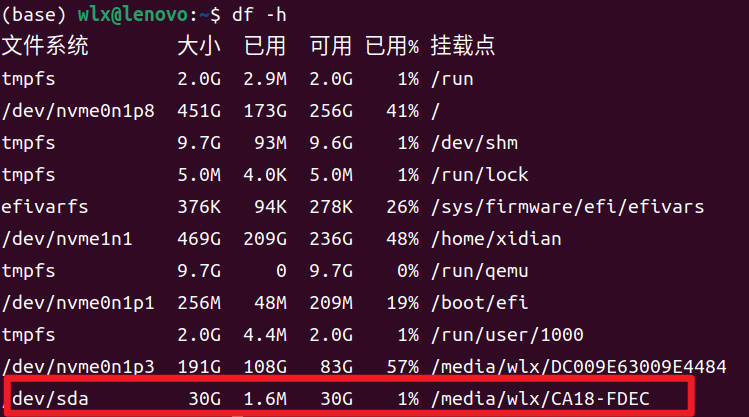 (base) wlx@lenovo:~$ df -h
文件系统 大小 已用 可用 已用% 挂载点
tmpfs 2.0G 2.9M 2.0G 1% /run
/dev/nvme0n1p8 451G 173G 256G 41% /
tmpfs 9.7G 93M 9.6G 1% /dev/shm
tmpfs 5.0M 4.0K 5.0M 1% /run/lock
efivarfs 376K 94K 278K 26% /sys/firmware/efi/efivars
/dev/nvme1n1 469G 209G 236G 48% /home/xidian
tmpfs 9.7G 0 9.7G 0% /run/qemu
/dev/nvme0n1p1 256M 48M 209M 19% /boot/efi
tmpfs 2.0G 4.4M 2.0G 1% /run/user/1000
/dev/nvme0n1p3 191G 108G 83G 57% /media/wlx/DC009E63009E4484
/dev/sda 30G 1.6M 30G 1% /media/wlx/CA18-FDEC